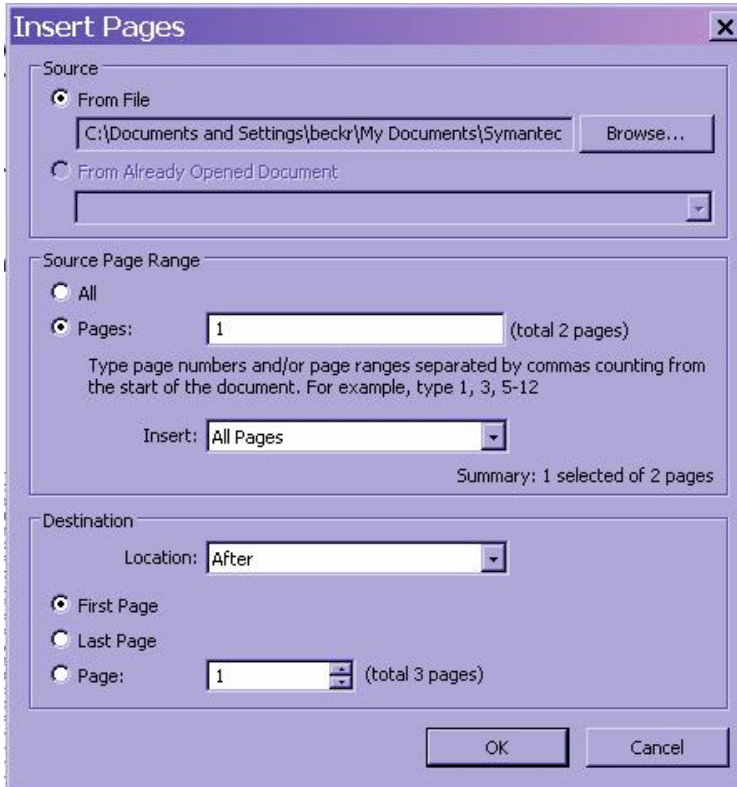 Insert Pages
Source
From File
C:\Documents and Settings\beckr\My Documents\Symantec
Browse...
From Already Opened Document
Source Page Range
All
Pages: 1 (total 2 pages)
Type page numbers and/or page ranges separated by commas counting from
the start of the document. For example, type 1, 3, 5-12
Insert: All Pages
Summary: 1 selected of 2 pages
Destination
Location: After
First Page
Last Page
Page: 1 (total 3 pages)
OK Cancel